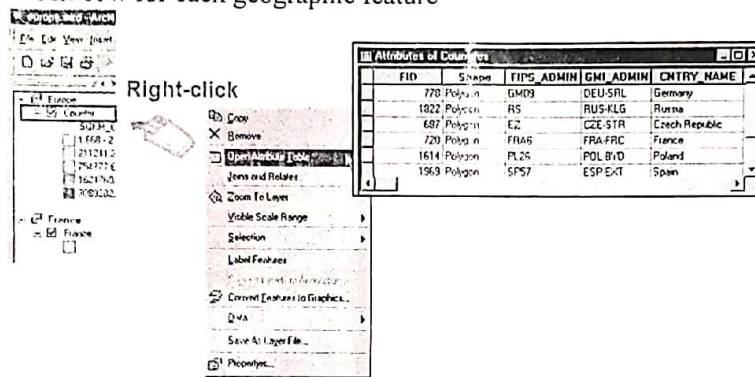 row for each geographic feature
File Edit View Insert
Right-click
Europe
Country
France
France
Copy
Remove
Open Attribute Table
Joins and Relates
Zoom To Layer
Visible Scale Range
Selection
Label Features
Convert Features to Graphics...
Data
Save As Layer File...
Properties...
Attributes of Countries
FID Shape FIPS_ADMIN GMI_ADMIN CNTRY_NAME
778 Polygon GM09 DEU-SRL Germany
1822 Polygon RS RUS-KLG Russia
687 Polygon EZ CZE-STR Czech Republic
720 Polygon FRA6 FRA-FRC France
1614 Polygon PL26 POL-BYD Poland
1969 Polygon SP57 ESP-EXT Spain